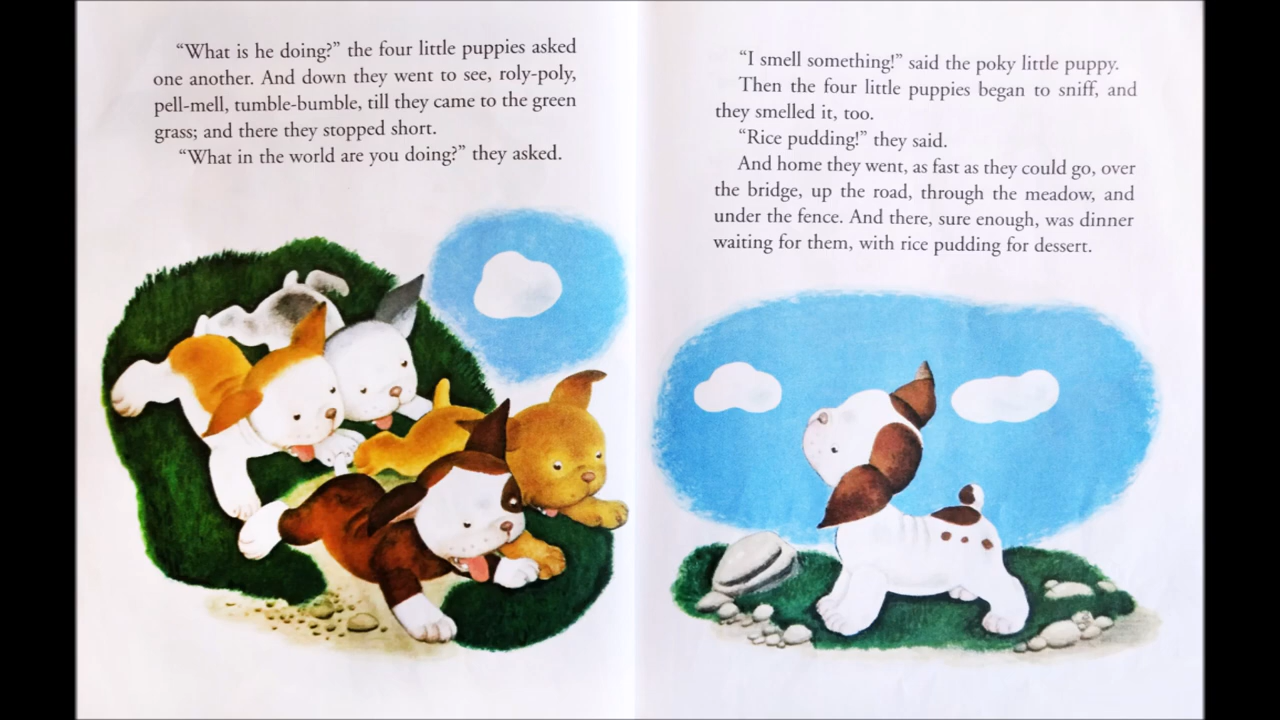 “What is he doing?” the four little puppies asked
one another. And down they went to see, roly-poly,
pell-mell, tumble-bumble, till they came to the green
grass; and there they stopped short.
“What in the world are you doing?” they asked.
“I smell something!” said the poky little puppy.
Then the four little puppies began to sniff, and
they smelled it, too.
“Rice pudding!” they said.
And home they went, as fast as they could go, over
the bridge, up the road, through the meadow, and
under the fence. And there, sure enough, was dinner
waiting for them, with rice pudding for dessert.